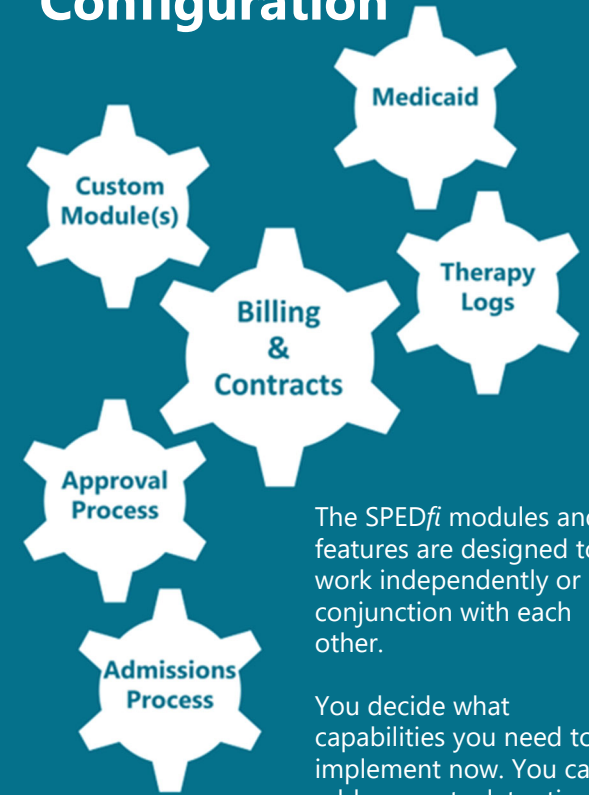 Configuration
Medicaid
Custom
Module(s)
Therapy
Logs
Billing
&
Contracts
Approval
Process
Admissions
Process
The SPEDfi modules and
features are designed to
work independently or
conjunction with each
other.
You decide what
capabilities you need to
implement now. You ca